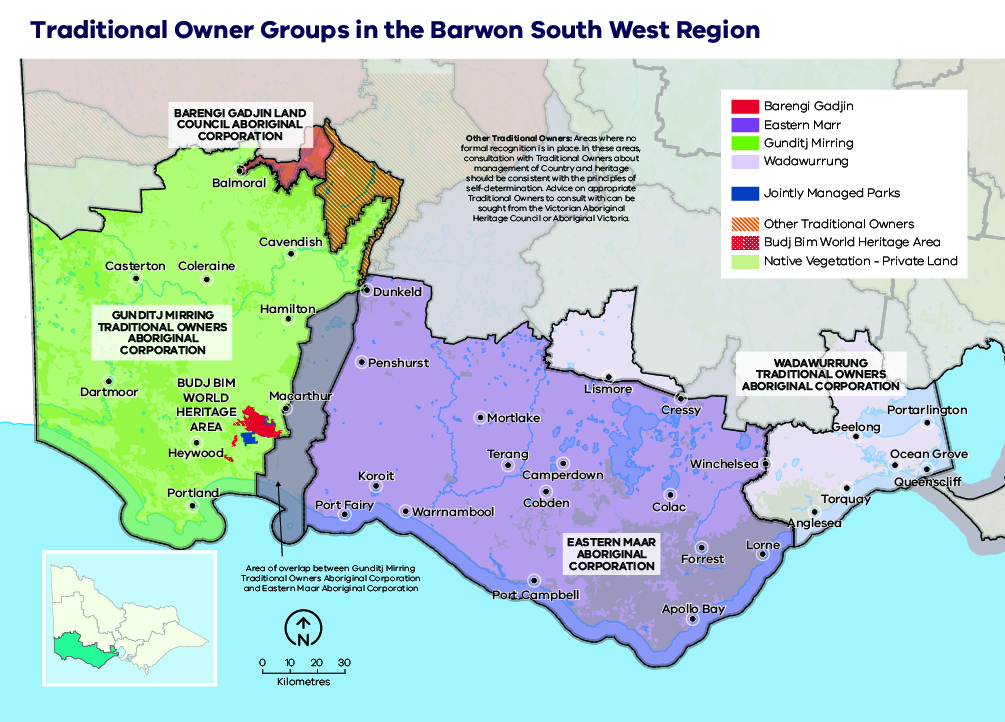 Traditional Owner Groups in the Barwon South West Region
BARENGI GADJIN LAND
COUNCIL ABORIGINAL
CORPORATION
Other Traditional Owners: Areas where no
formal recognition is in place. In these areas,
consultation with Traditional Owners about
management of Country and heritage
should be consistent with the principles of
self-determination. Advice on appropriate
Traditional Owners to consult with can be
sought from the Victorian Aboriginal
Heritage Council or Aboriginal Victoria.
Barengi Gadjin
Eastern Marr
Gunditj Mirring
Wadawurrung
Jointly Managed Parks
Other Traditional Owners
Budj Bim World Heritage Area
Native Vegetation - Private Land
Balmoral
Cavendish
Casterton
Coleraine
Dunkeld
Hamilton
GUNDITJ MIRRING
TRADITIONAL OWNERS
ABORIGINAL
CORPORATION
Penshurst
WADAWURRUNG
TRADITIONAL OWNERS
ABORIGINAL CORPORATION
Dartmoor
BUDJ BIM
WORLD
HERITAGE
AREA
Macarthur
Lismore
Cressy
Mortlake
Portarlington
Geelong
Heywood
Terang
Camperdown
Winchelsea
Ocean Grove
Queenscliff
Koroit
Cobden
Colac
Torquay
Portland
Port Fairy
Warrnambool
Anglesea
EASTERN MAAR
ABORIGINAL
CORPORATION
Lorne
Forrest
Area of overlap between Gunditj Mirring
Traditional Owners Aboriginal Corporation
and Eastern Maar Aboriginal Corporation
Port Campbell
Apollo Bay
N
0 10 20 30
Kilometres